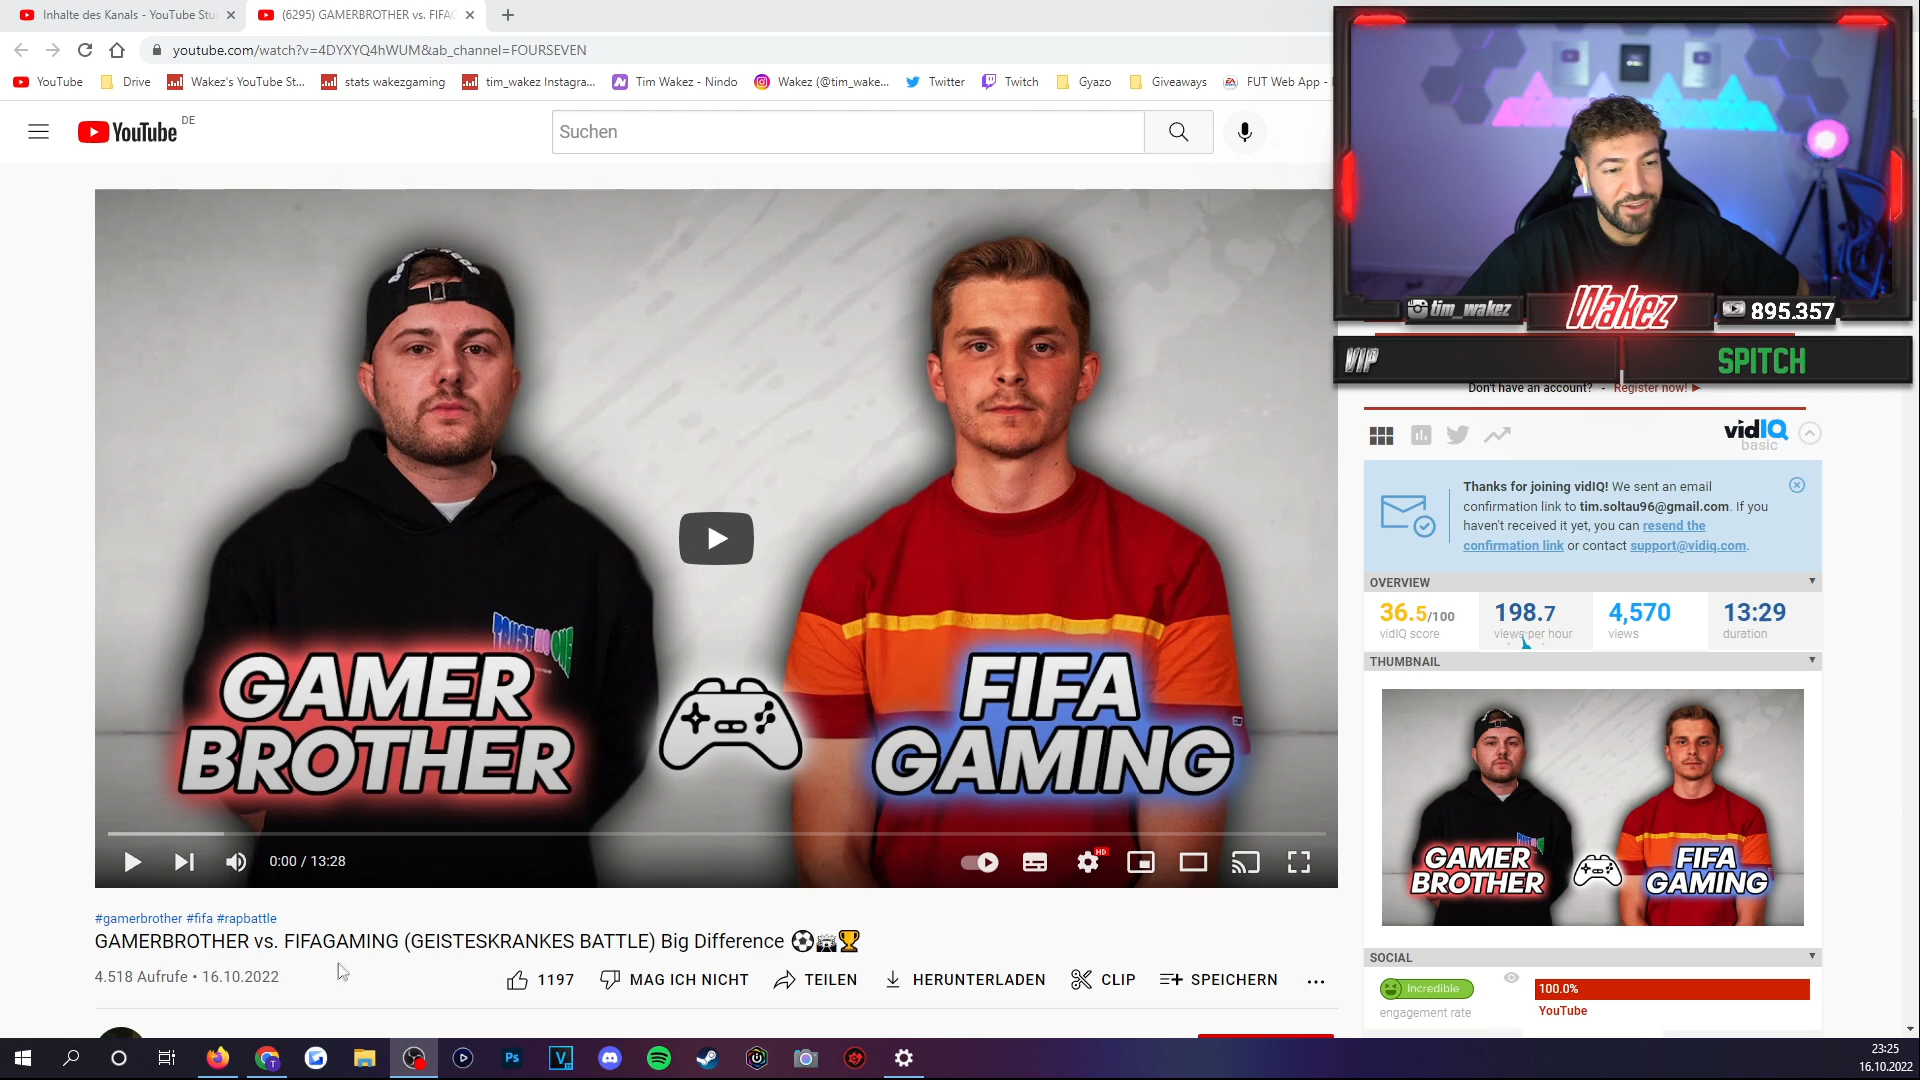 Inhalte des Kanals - YouTube Stu
(6295) GAMERBROTHER vs. FIFAG
youtube.com/watch?v=4DYXYQ4hWUM&ab_channel=FOURSEVEN
YouTube
Drive
Wakez's YouTube St...
stats wakezgaming
tim_wakez Instagra...
Tim Wakez - Nindo
Wakez (@tim_wake...
Twitter
Twitch
Gyazo
Giveaways
FUT Web App -
YouTube DE
Suchen
tim_wakez
Wakez
895.357
VIP
SPITCH
Don't have an account? - Register now! ▶
vidIQ
basic
Thanks for joining vidIQ! We sent an email
confirmation link to tim.soltau96@gmail.com. If you
haven't received it yet, you can resend the
confirmation link or contact support@vidiq.com.
OVERVIEW
36.5/100
vidIQ score
198.7
views per hour
4,570
views
13:29
duration
THUMBNAIL
GAMER
BROTHER
FIFA
GAMING
SOCIAL
Incredible
engagement rate
100.0%
YouTube
TRUST NO ONE
GAMER
BROTHER
FIFA
GAMING
0:00 / 13:28
HD
#gamerbrother #fifa #rapbattle
GAMERBROTHER vs. FIFAGAMING (GEISTESKRANKES BATTLE) Big Difference ⚽🏟🏆
4.518 Aufrufe • 16.10.2022
1197
MAG ICH NICHT
TEILEN
HERUNTERLADEN
CLIP
SPEICHERN
Ps
V
23:25
16.10.2022